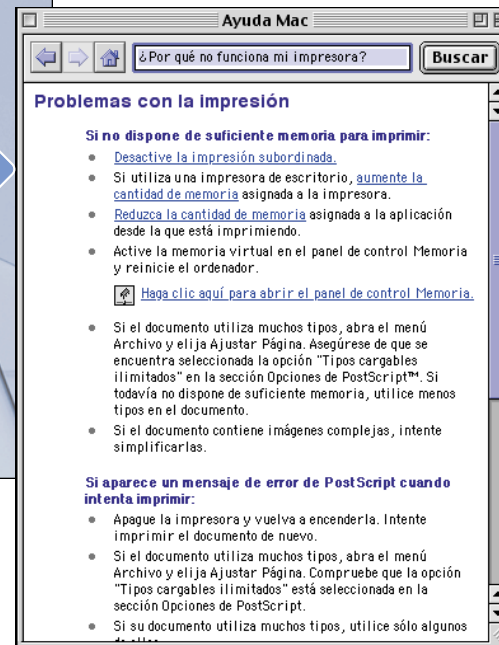 Ayuda Mac
¿Por qué no funciona mi impresora?
Buscar
Problemas con la impresión
Si no dispone de suficiente memoria para imprimir:
Desactive la impresión subordinada.
Si utiliza una impresora de escritorio, aumente la
cantidad de memoria asignada a la impresora.
Reduzca la cantidad de memoria asignada a la aplicación
desde la que está imprimiendo.
Active la memoria virtual en el panel de control Memoria
y reinicie el ordenador.
Haga clic aquí para abrir el panel de control Memoria.
Si el documento utiliza muchos tipos, abra el menú
Archivo y elija Ajustar Página. Asegúrese de que se
encuentra seleccionada la opción "Tipos cargables
ilimitados" en la sección Opciones de PostScript™. Si
todavía no dispone de suficiente memoria, utilice menos
tipos en el documento.
Si el documento contiene imágenes complejas, intente
simplificarlas.
Si aparece un mensaje de error de PostScript cuando
intenta imprimir:
Apague la impresora y vuelva a encenderla. Intente
imprimir el documento de nuevo.
Si el documento utiliza muchos tipos, abra el menú
Archivo y elija Ajustar Página. Compruebe que la opción
"Tipos cargables ilimitados" está seleccionada en la
sección Opciones de PostScript.
Si su documento utiliza muchos tipos, utilice sólo algunos